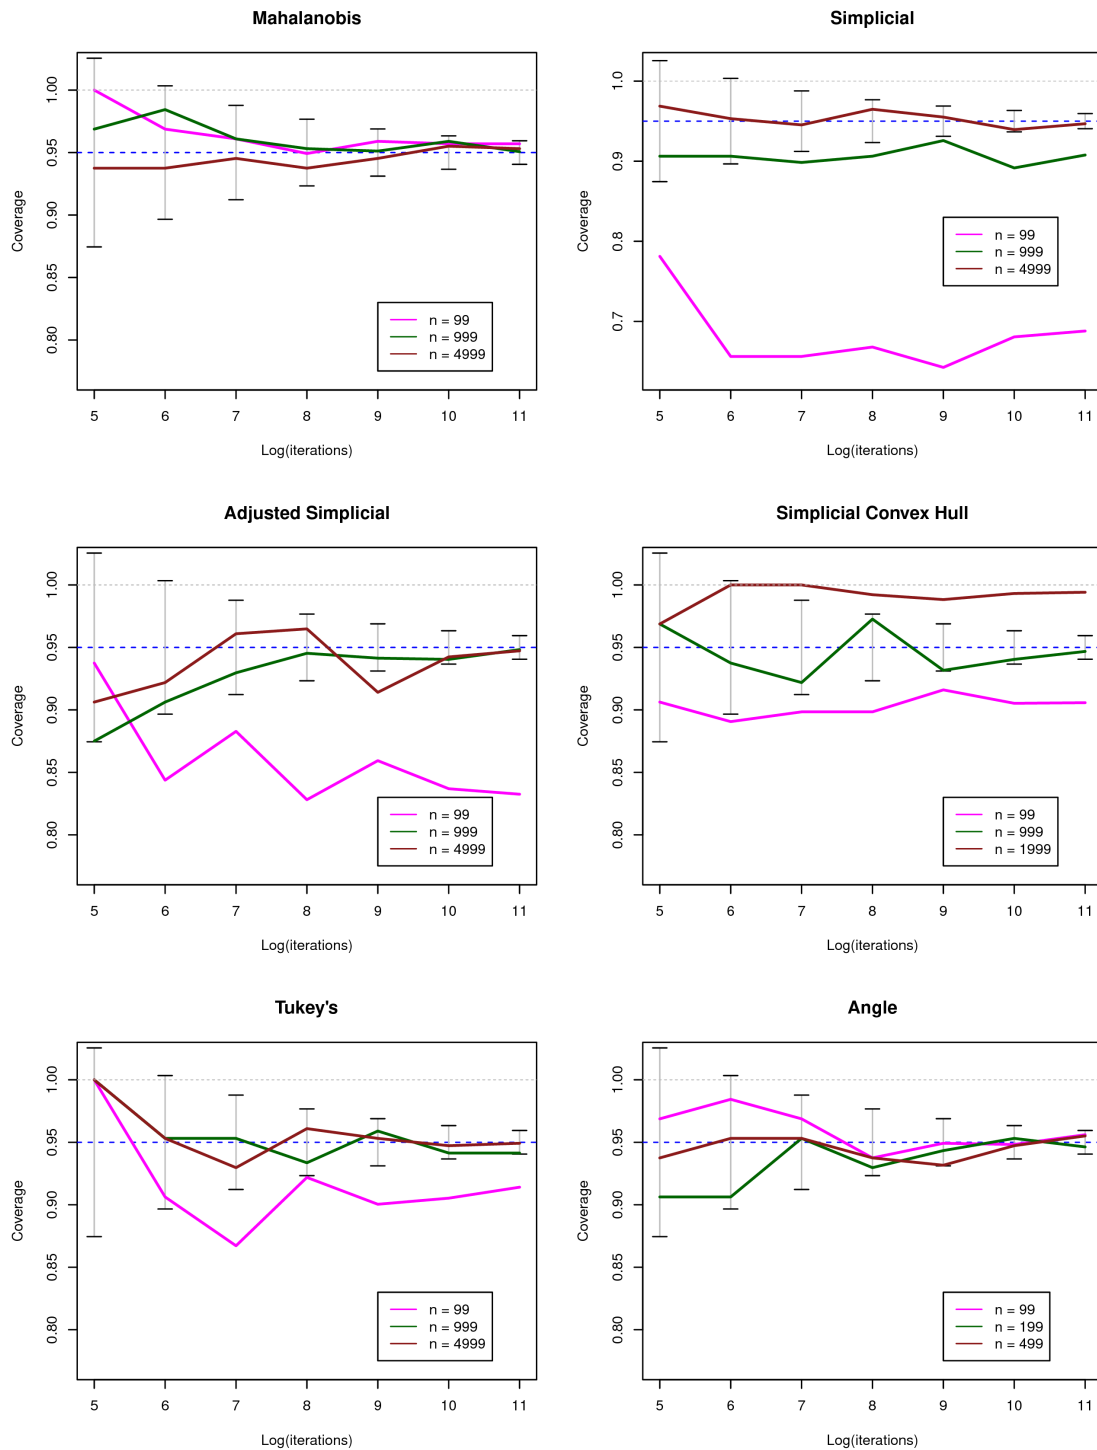 Mahalanobis
1.00
0.95
0.90
0.85
0.80
Coverage
n = 99
n = 999
n = 4999
5 6 7 8 9 10 11
Log(iterations)
Simplicial
1.0
0.9
0.8
0.7
Coverage
n = 99
n = 999
n = 4999
5 6 7 8 9 10 11
Log(iterations)
Adjusted Simplicial
1.00
0.95
0.90
0.85
0.80
Coverage
n = 99
n = 999
n = 4999
5 6 7 8 9 10 11
Log(iterations)
Simplicial Convex Hull
1.00
0.95
0.90
0.85
0.80
Coverage
n = 99
n = 999
n = 1999
5 6 7 8 9 10 11
Log(iterations)
Tukey's
1.00
0.95
0.90
0.85
0.80
Coverage
n = 99
n = 999
n = 4999
5 6 7 8 9 10 11
Log(iterations)
Angle
1.00
0.95
0.90
0.85
0.80
Coverage
n = 99
n = 199
n = 499
5 6 7 8 9 10 11
Log(iterations)